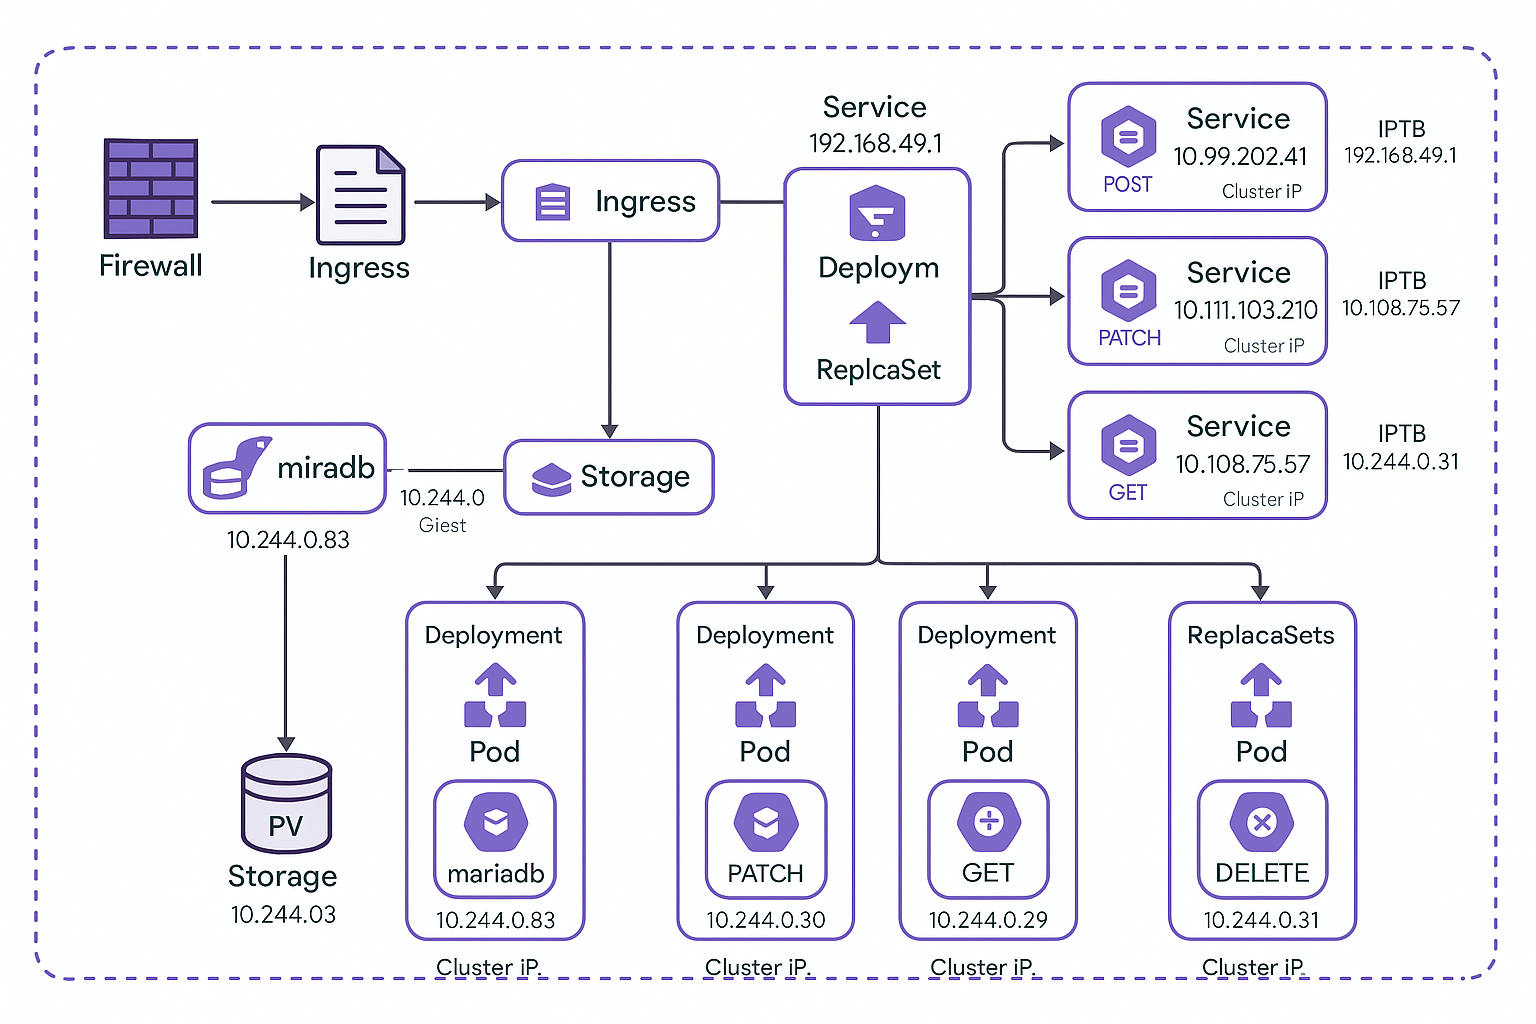 Firewall
Ingress
Ingress
Service
192.168.49.1
Deploym
ReplcaSet
Service
10.99.202.41
POST
Cluster iP
IPTB
192.168.49.1
Service
10.111.103.210
PATCH
Cluster iP
IPTB
10.108.75.57
Service
10.108.75.57
GET
Cluster iP
IPTB
10.244.0.31
miradb
10.244.0.83
10.244.0
Giest
Storage
PV
Storage
10.244.03
Deployment
Pod
mariadb
10.244.0.83
Cluster iP.
Deployment
Pod
PATCH
10.244.0.30
Cluster iP.
Deployment
Pod
GET
10.244.0.29
Cluster iP.
ReplacaSets
Pod
DELETE
10.244.0.31
Cluster iP.